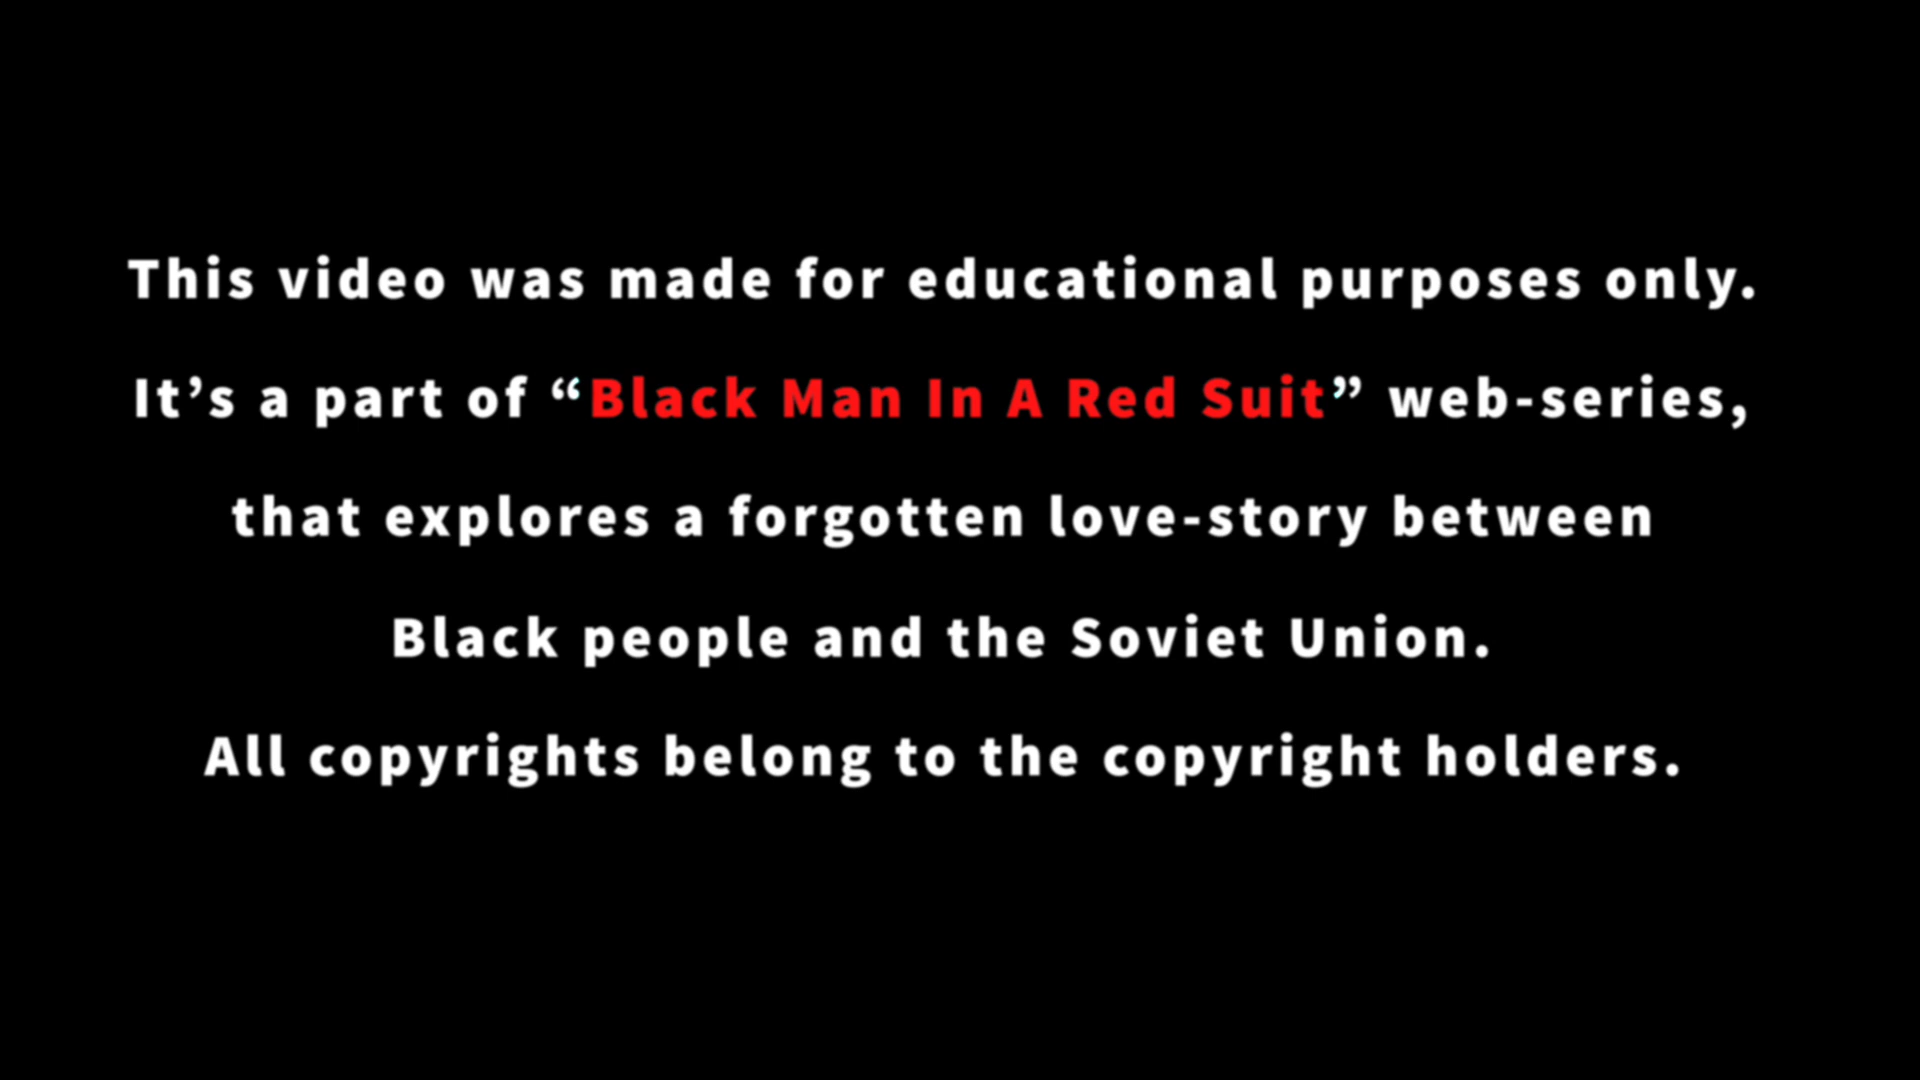 This video was made for educational purposes only.
It’s a part of “Black Man In A Red Suit” web-series,
that explores a forgotten love-story between
Black people and the Soviet Union.
All copyrights belong to the copyright holders.